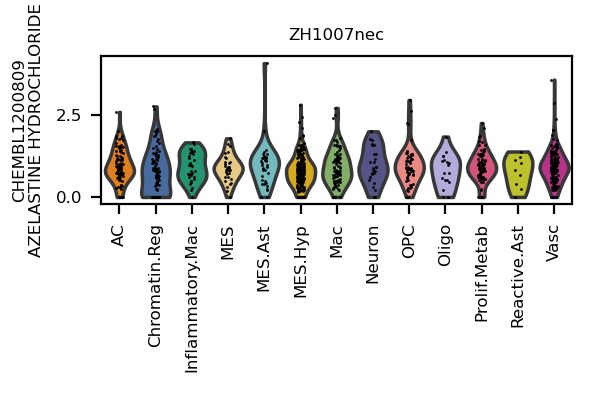 ZH1007nec
CHEMBL1200809
AZELASTINE HYDROCHLORIDE
2.5
0.0
AC
Chromatin.Reg
Inflammatory.Mac
MES
MES.Ast
MES.Hyp
Mac
Neuron
OPC
Oligo
Prolif.Metab
Reactive.Ast
Vasc